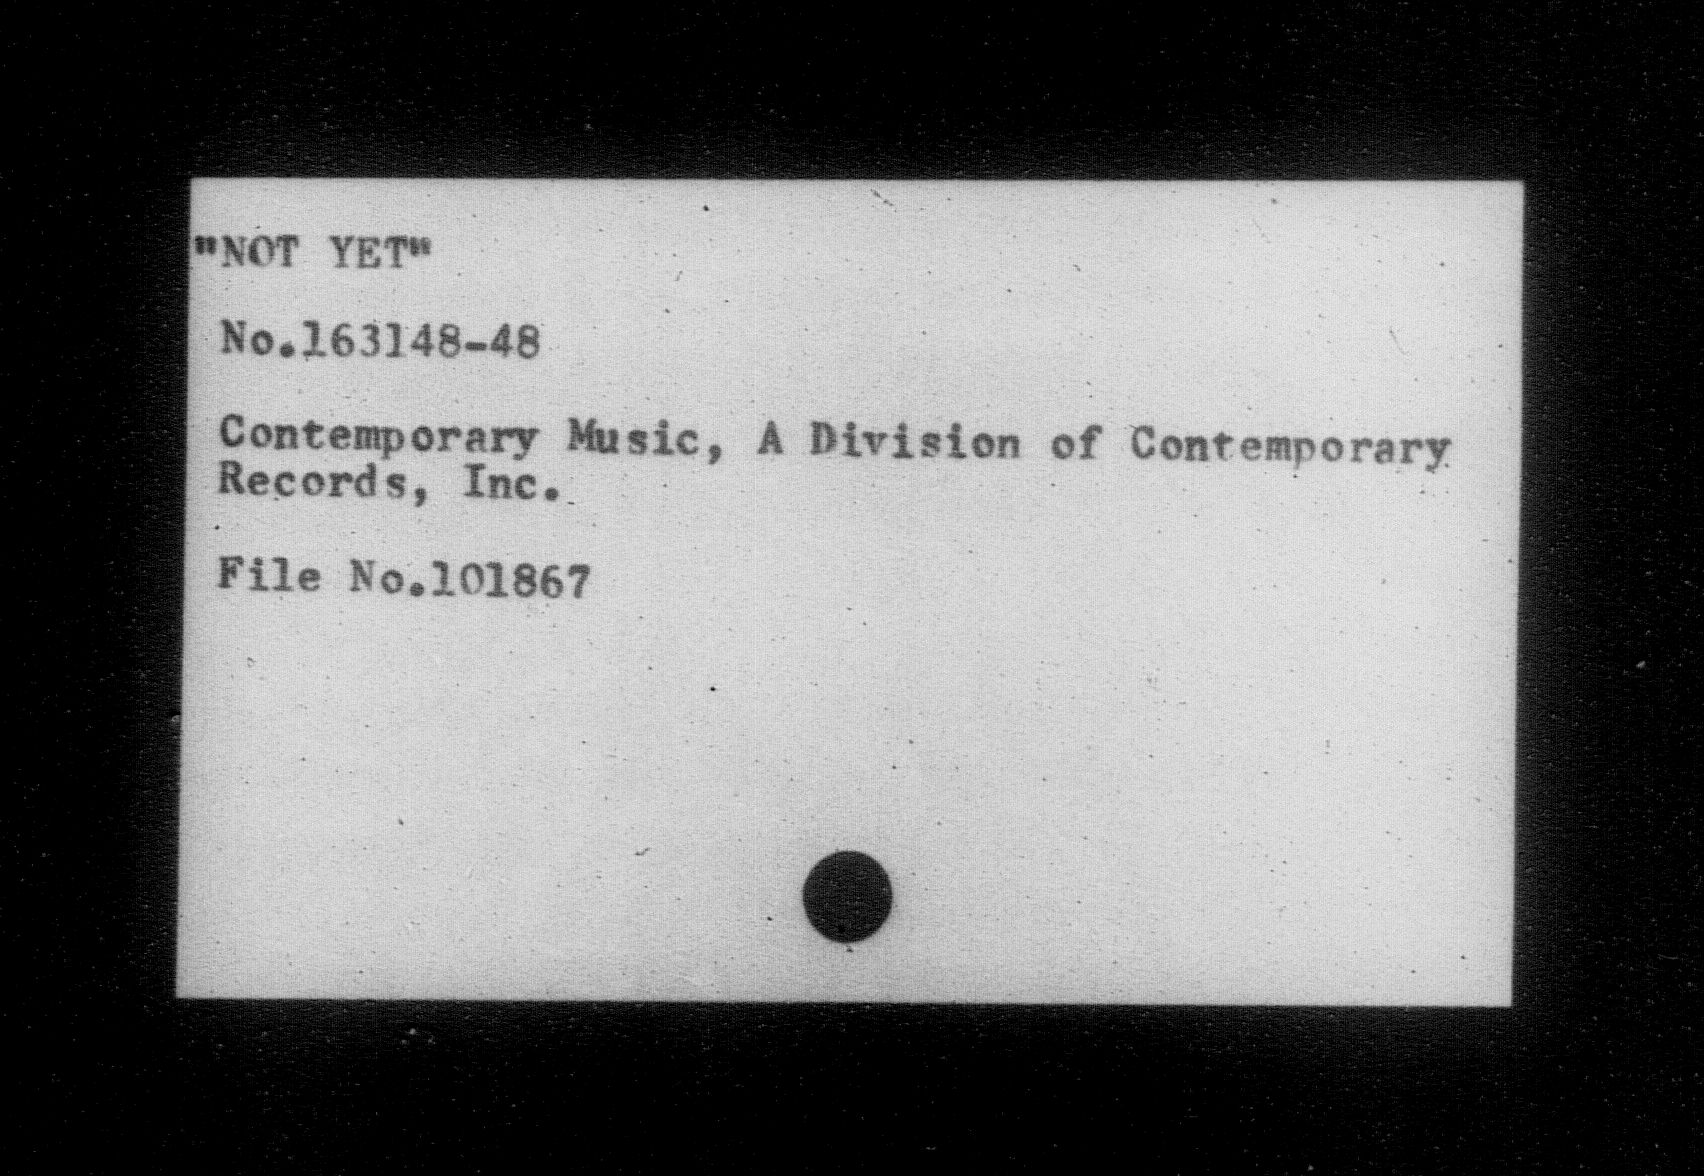 "NOT YET"
No.163148-48
Contemporary Music, A Division of Contemporary
Records, Inc.
File No.101867